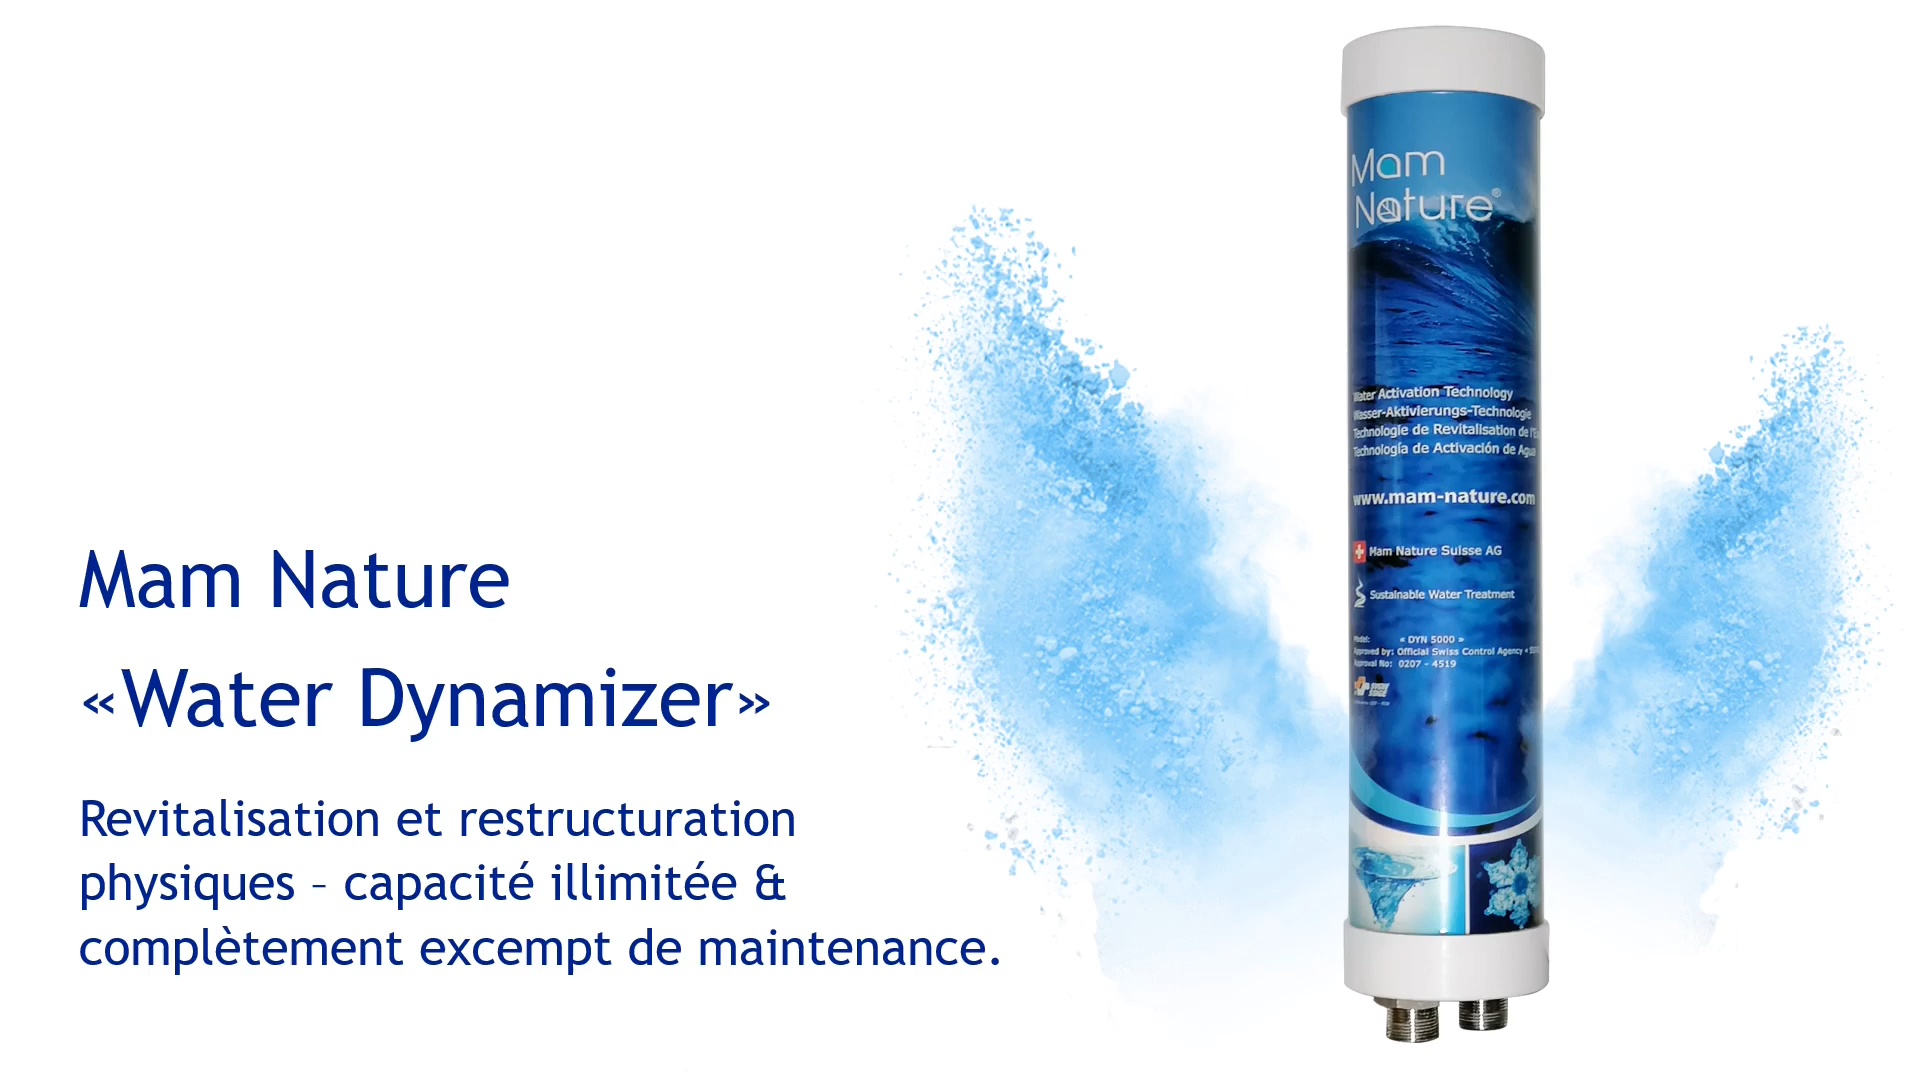 Mam Nature
«Water Dynamizer»
Revitalisation et restructuration
physiques – capacité illimitée &
complètement excempt de maintenance.
Mam
Nature®
Water Activation Technology
Wasser-Aktivierungs-Technologie
Technologie de Revitalisation de
Tecnología de Activación de Agua
www.mam-nature.com
Mam Nature Suisse AG
Sustainable Water Treatment
Model: « DYN 5000 »
Approved by: Official Swiss Control Agency «
Approval No: 0207 - 4519